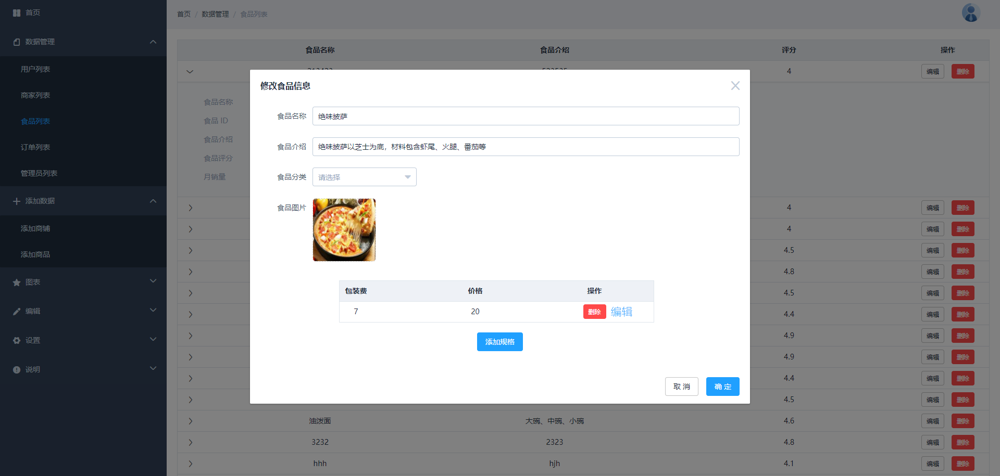 首页
数据管理
用户列表
商家列表
食品列表
订单列表
管理员列表
添加数据
添加商铺
添加商品
图表
编辑
设置
说明
首页 / 数据管理 / 食品列表
食品名称 食品介绍 评分 操作
4 编辑 删除
食品名称
食品 ID
食品介绍
食品评分
月销量
4 编辑 删除
4 编辑 删除
4.5 编辑 删除
4.8 编辑 删除
4.5 编辑 删除
4.4 编辑 删除
4.9 编辑 删除
4.9 编辑 删除
4.4 编辑 删除
4.5 编辑 删除
油泼面 大碗、中碗、小碗 4.6 编辑 删除
3232 2323 4.8 编辑 删除
hhh hjh 4.1 编辑 删除
修改食品信息
食品名称 绝味披萨
食品介绍 绝味披萨以芝士为底，材料包含虾尾、火腿、番茄等
食品分类 请选择
食品图片
包装费 价格 操作
7 20 删除 编辑
添加规格
取 消 确 定